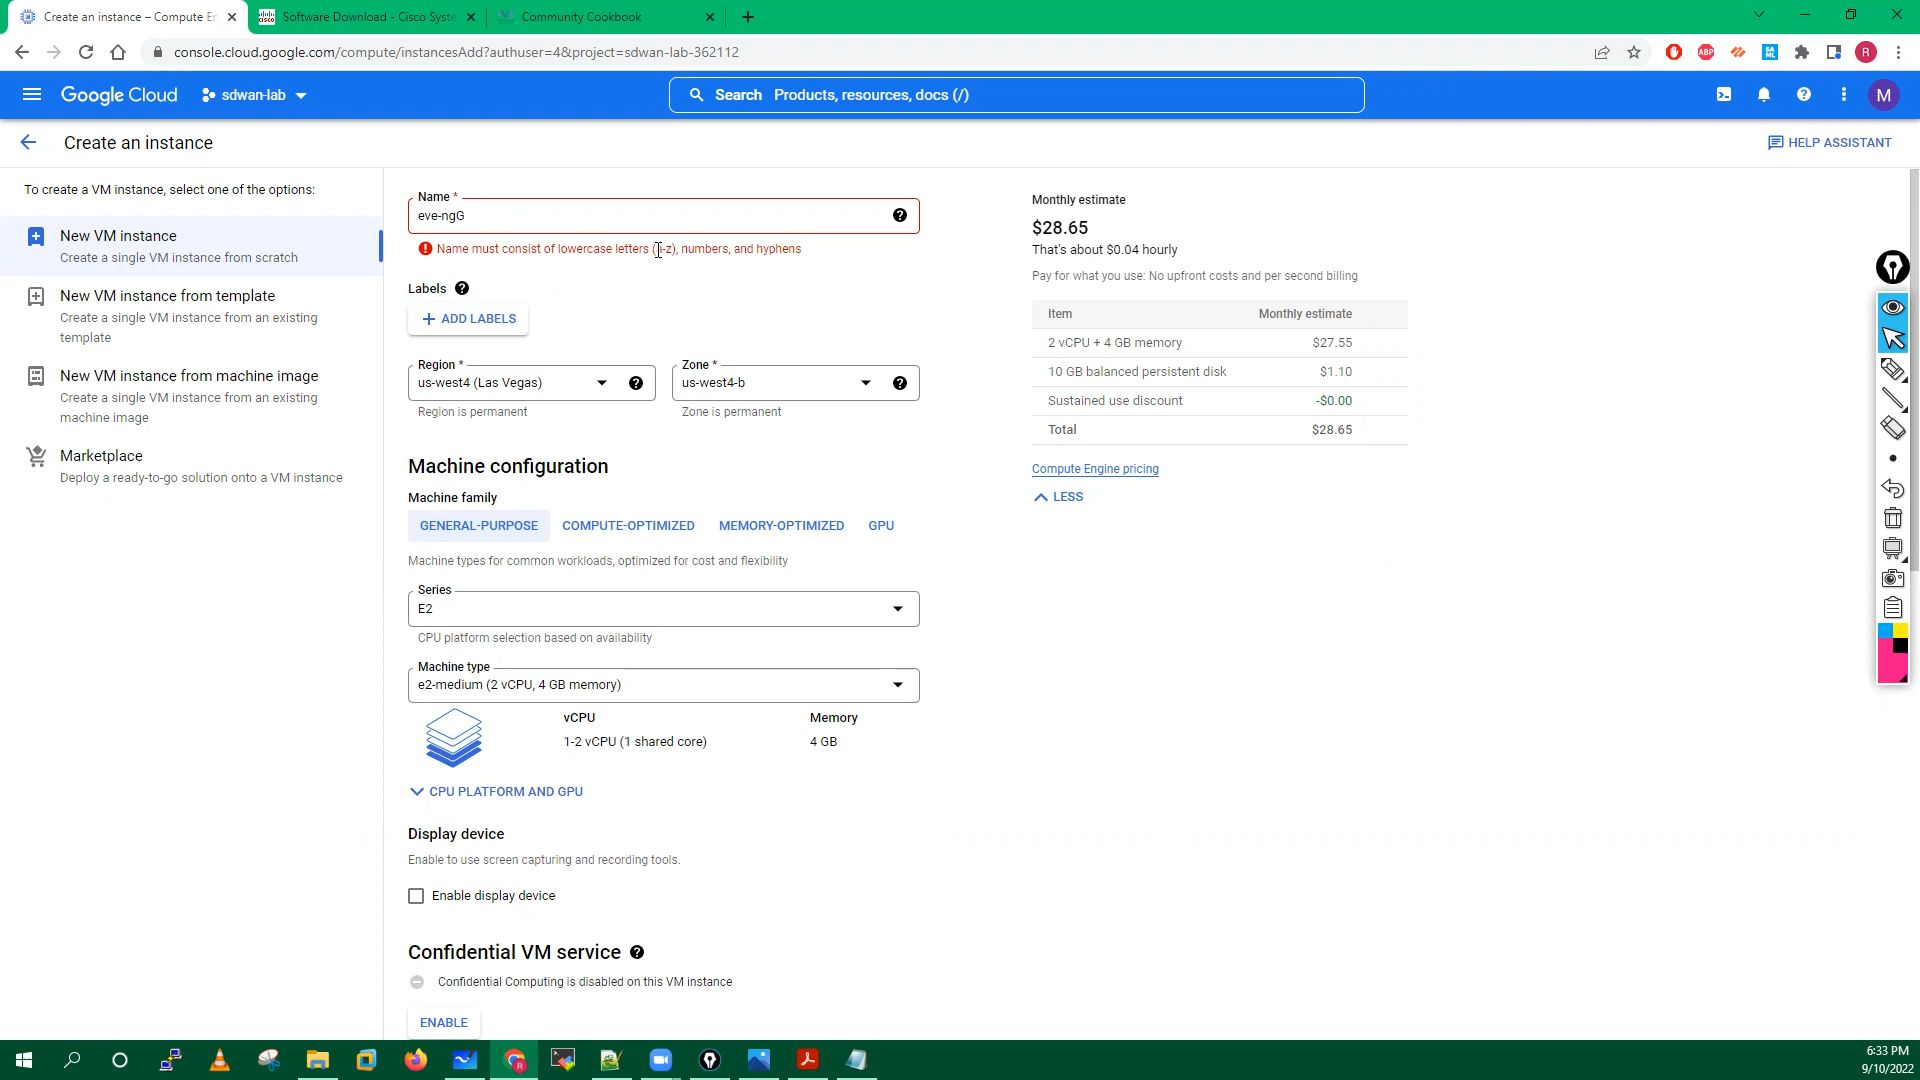 Create an instance – Compute En
Software Download - Cisco Syste
Community Cookbook
console.cloud.google.com/compute/instancesAdd?authuser=4&project=sdwan-lab-362112
Google Cloud
sdwan-lab
Search Products, resources, docs (/)
M
Create an instance
HELP ASSISTANT
To create a VM instance, select one of the options:
New VM instance
Create a single VM instance from scratch
New VM instance from template
Create a single VM instance from an existing
template
New VM instance from machine image
Create a single VM instance from an existing
machine image
Marketplace
Deploy a ready-to-go solution onto a VM instance
Name *
eve-ngG
Name must consist of lowercase letters (a-z), numbers, and hyphens
Labels
ADD LABELS
Region *
us-west4 (Las Vegas)
Region is permanent
Zone *
us-west4-b
Zone is permanent
Machine configuration
Machine family
GENERAL-PURPOSE
COMPUTE-OPTIMIZED
MEMORY-OPTIMIZED
GPU
Machine types for common workloads, optimized for cost and flexibility
Series
E2
CPU platform selection based on availability
Machine type
e2-medium (2 vCPU, 4 GB memory)
vCPU
1-2 vCPU (1 shared core)
Memory
4 GB
CPU PLATFORM AND GPU
Display device
Enable to use screen capturing and recording tools.
Enable display device
Confidential VM service
Confidential Computing is disabled on this VM instance
ENABLE
Monthly estimate
$28.65
That's about $0.04 hourly
Pay for what you use: No upfront costs and per second billing
Item Monthly estimate
2 vCPU + 4 GB memory $27.55
10 GB balanced persistent disk $1.10
Sustained use discount -$0.00
Total $28.65
Compute Engine pricing
LESS
6:33 PM
9/10/2022